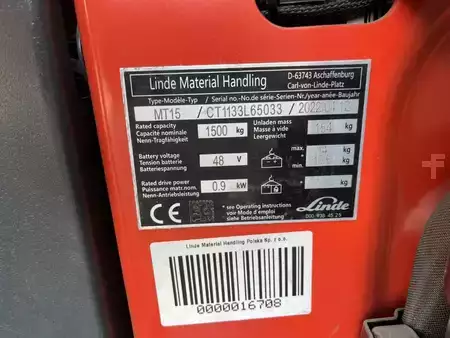 Linde Material Handling
D-63743 Aschaffenburg
Carl-von-Linde-Platz
Type-Modèle-Typ / Serial no.-No de série-Serien-Nr./year-année-Baujahr
MT15 / CT1133L65033 / 2022
Rated capacity
Capacité nominale
Nenn-Tragfähigkeit
1500 kg
Unladen mass
Masse à vide
Leergewicht
kg
Battery voltage
Tension batterie
Batteriespannung
48 V
max. kg
min. kg
Rated drive power
Puissance mot.nom.
Nenn-Antriebsleistung
0.9 kW
kg
CE
see Operating instructions
voir Mode d'emploi
siehe Betriebsanleitung
Linde
Linde Material Handling Polska Sp. z o.o.
0000016708